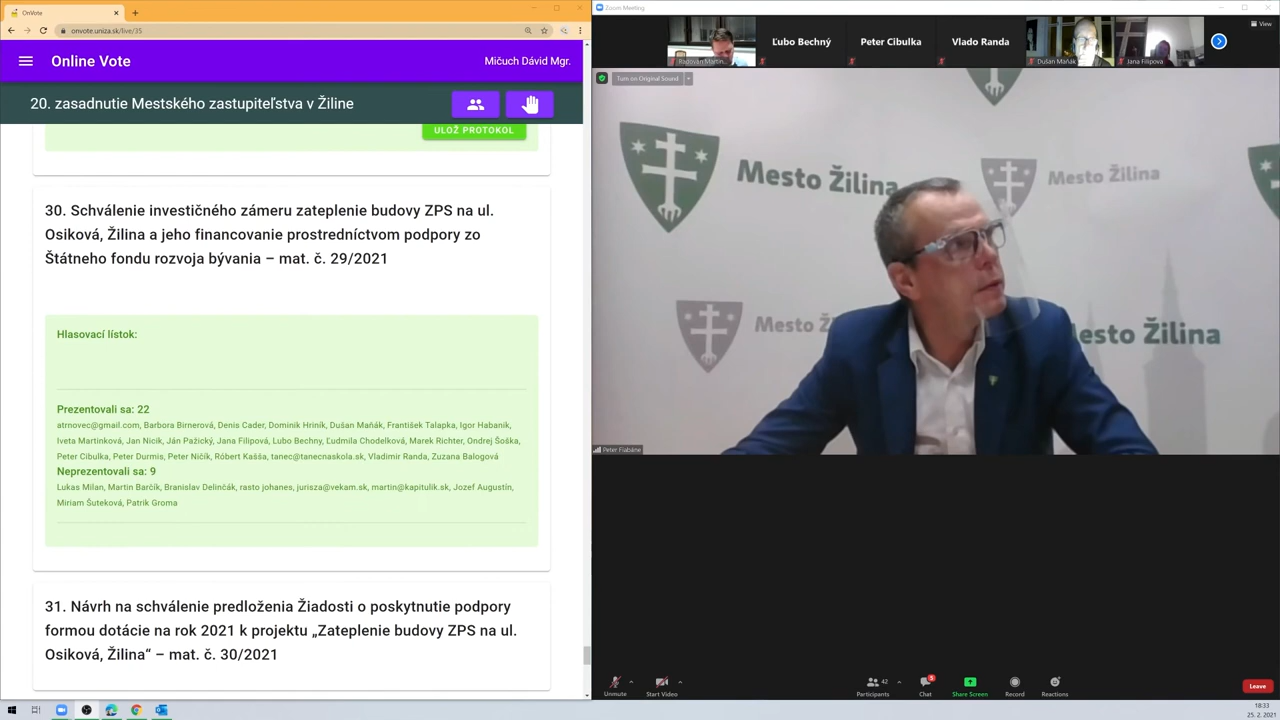 OnVote
onvote.uniza.sk/live/35
Online Vote
Mičuch Dávid Mgr.
20. zasadnutie Mestského zastupiteľstva v Žiline
ULOŽ PROTOKOL
30. Schválenie investičného zámeru zateplenie budovy ZPS na ul.
Osiková, Žilina a jeho financovanie prostredníctvom podpory zo
Štátneho fondu rozvoja bývania – mat. č. 29/2021
Hlasovací lístok:
Prezentovali sa: 22
atrnovec@gmail.com, Barbora Birnerová, Denis Cader, Dominik Hriník, Dušan Maňák, František Talapka, Igor Habaník,
Iveta Martinková, Jan Nicik, Ján Pažický, Jana Filipová, Lubo Bechny, Ľudmila Chodelková, Marek Richter, Ondrej Šoška,
Peter Cibulka, Peter Durmis, Peter Ničík, Róbert Kašša, tanec@tanecnaskola.sk, Vladimir Randa, Zuzana Balogová
Neprezentovali sa: 9
Lukas Milan, Martin Barčík, Branislav Delinčák, rasto johanes, jurisza@vekam.sk, martin@kapitulik.sk, Jozef Augustín,
Miriam Šuteková, Patrik Groma
31. Návrh na schválenie predloženia Žiadosti o poskytnutie podpory
formou dotácie na rok 2021 k projektu „Zateplenie budovy ZPS na ul.
Osiková, Žilina“ – mat. č. 30/2021
Zoom Meeting
View
Radovan Martin...
Ľubo Bechný
Peter Cibulka
Vlado Randa
Dušan Maňák
Jana Filipová
Turn on Original Sound
Mesto Žilina
Mesto Žilina
Mesto Ži
esto Žilina
Peter Fiabáne
Unmute
Start Video
42
Participants
5
Chat
Share Screen
Record
Reactions
Leave
18:33
25. 2. 2021